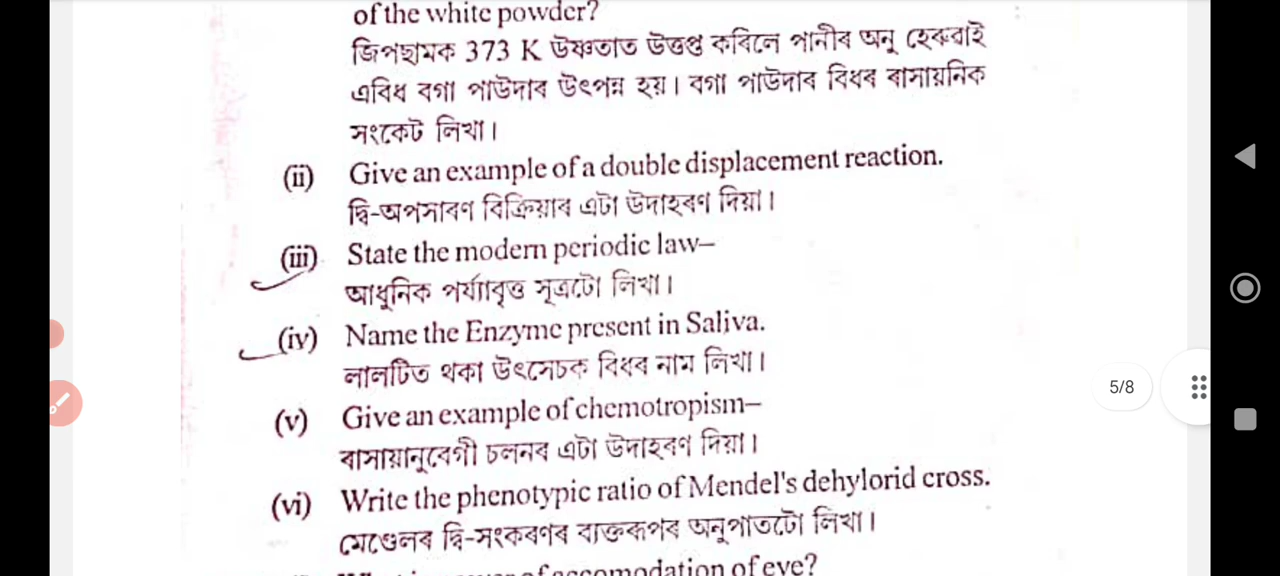 of the white powder?
জিপছামক 373 K উষ্ণতাত উত্তপ্ত কৰিলে পানীৰ অনু হেৰুৱাই
এবিধ বগা পাউদাৰ উৎপন্ন হয়। বগা পাউদাৰ বিধৰ ৰাসায়নিক
সংকেট লিখা।
(ii) Give an example of a double displacement reaction.
দ্বি-অপসাৰণ বিক্ৰিয়াৰ এটা উদাহৰণ দিয়া।
(iii) State the modern periodic law–
আধুনিক পৰ্য্যাবৃত্ত সূত্ৰটো লিখা।
(iv) Name the Enzyme present in Saliva.
লালটিত থকা উৎসেচক বিধৰ নাম লিখা।
(v) Give an example of chemotropism–
ৰাসায়ানুবেগী চলনৰ এটা উদাহৰণ দিয়া।
(vi) Write the phenotypic ratio of Mendel's dehylorid cross.
মেণ্ডেলৰ দ্বি-সংকৰণৰ ব্যক্তৰূপৰ অনুপাতটো লিখা।
of accomodation of eye?
5/8